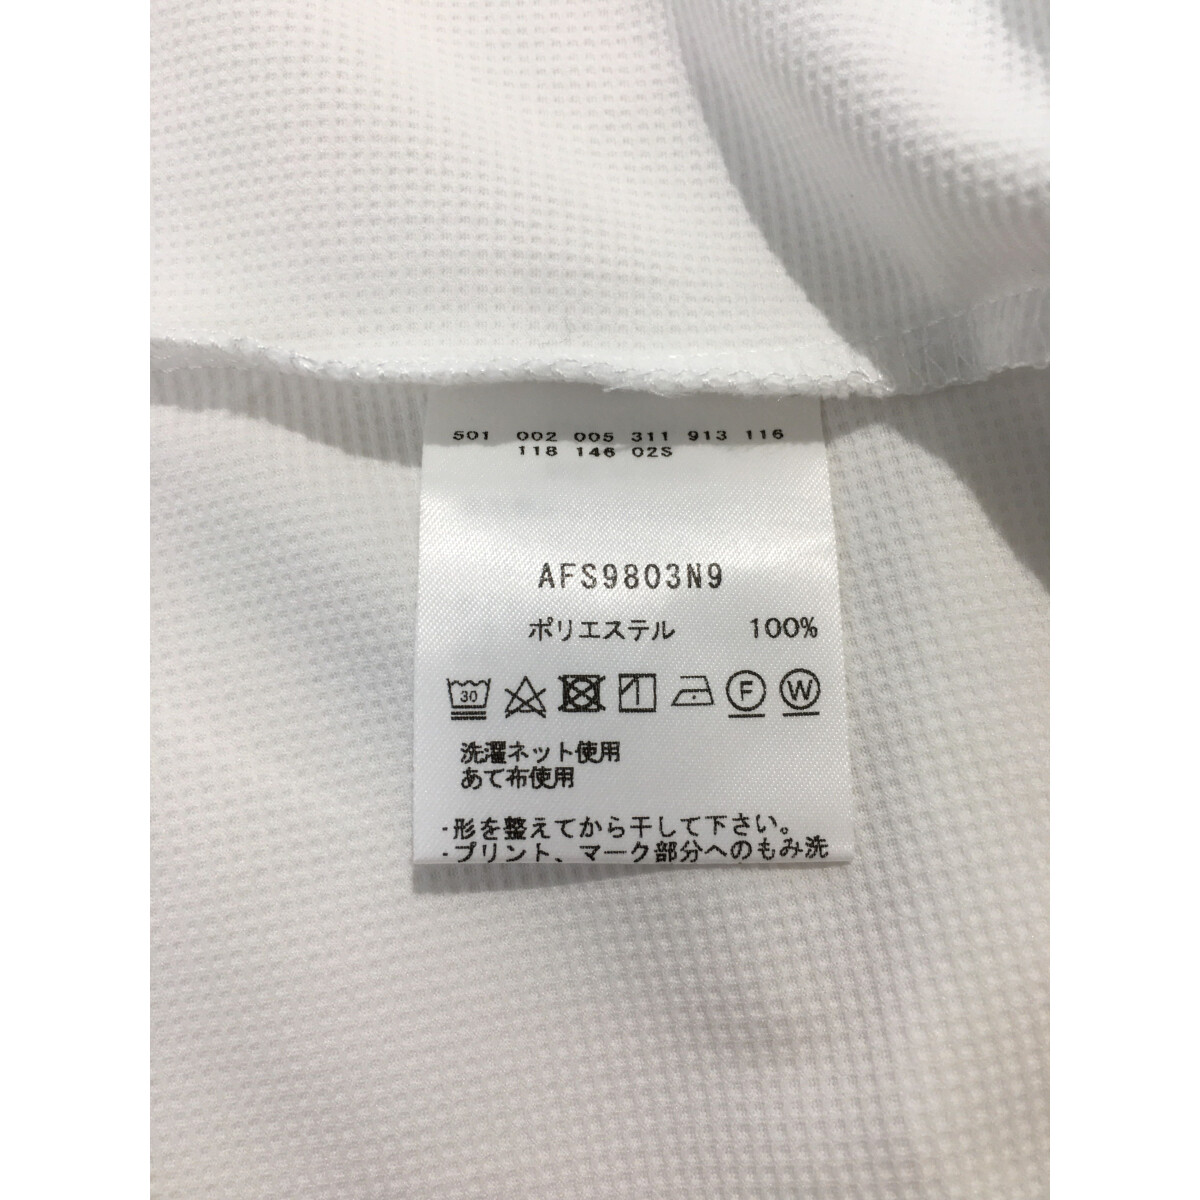 501 002 005 311 913 116
118 146 02S
AFS9803N9
ポリエステル 100%
30 F W
洗濯ネット使用
あて布使用
・形を整えてから干して下さい。
・プリント、マーク部分へのもみ洗